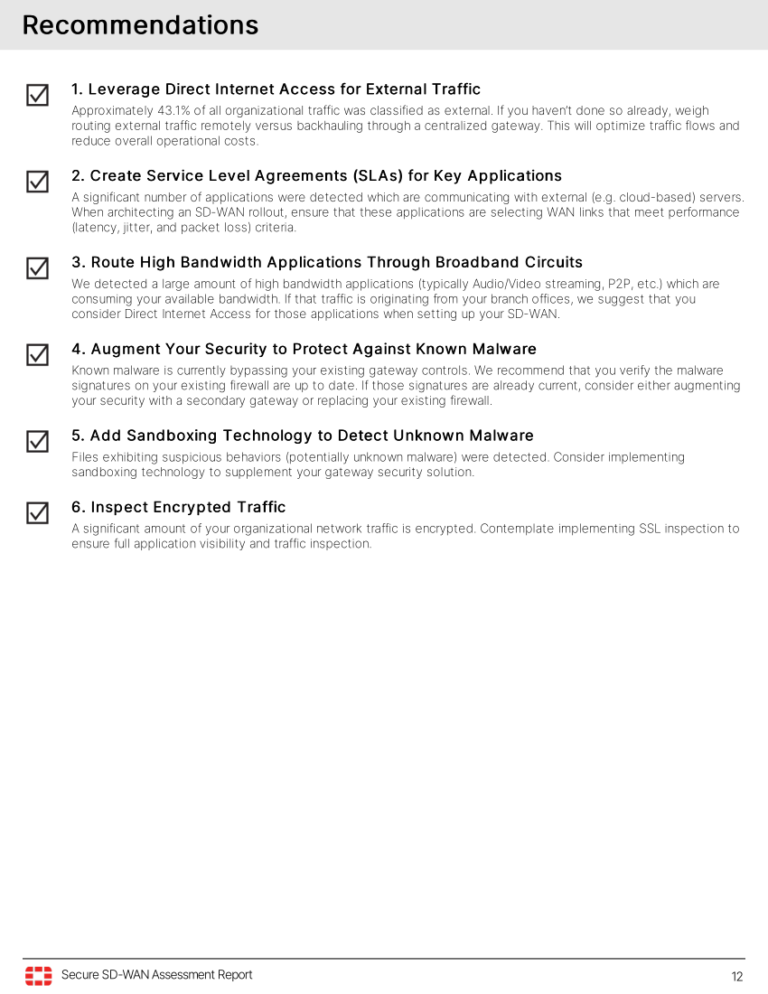 Recommendations
1. Leverage Direct Internet Access for External Traffic
Approximately 43.1% of all organizational traffic was classified as external. If you haven't done so already, weigh
routing external traffic remotely versus backhauling through a centralized gateway. This will optimize traffic flows and
reduce overall operational costs.
2. Create Service Level Agreements (SLAs) for Key Applications
A significant number of applications were detected which are communicating with external (e.g. cloud-based) servers.
When architecting an SD-WAN rollout, ensure that these applications are selecting WAN links that meet performance
(latency, jitter, and packet loss) criteria.
3. Route High Bandwidth Applications Through Broadband Circuits
We detected a large amount of high bandwidth applications (typically Audio/Video streaming, P2P, etc.) which are
consuming your available bandwidth. If that traffic is originating from your branch offices, we suggest that you
consider Direct Internet Access for those applications when setting up your SD-WAN.
4. Augment Your Security to Protect Against Known Malware
Known malware is currently bypassing your existing gateway controls. We recommend that you verify the malware
signatures on your existing firewall are up to date. If those signatures are already current, consider either augmenting
your security with a secondary gateway or replacing your existing firewall.
5. Add Sandboxing Technology to Detect Unknown Malware
Files exhibiting suspicious behaviors (potentially unknown malware) were detected. Consider implementing
sandboxing technology to supplement your gateway security solution.
6. Inspect Encrypted Traffic
A significant amount of your organizational network traffic is encrypted. Contemplate implementing SSL inspection to
ensure full application visibility and traffic inspection.
Secure SD-WAN Assessment Report
12